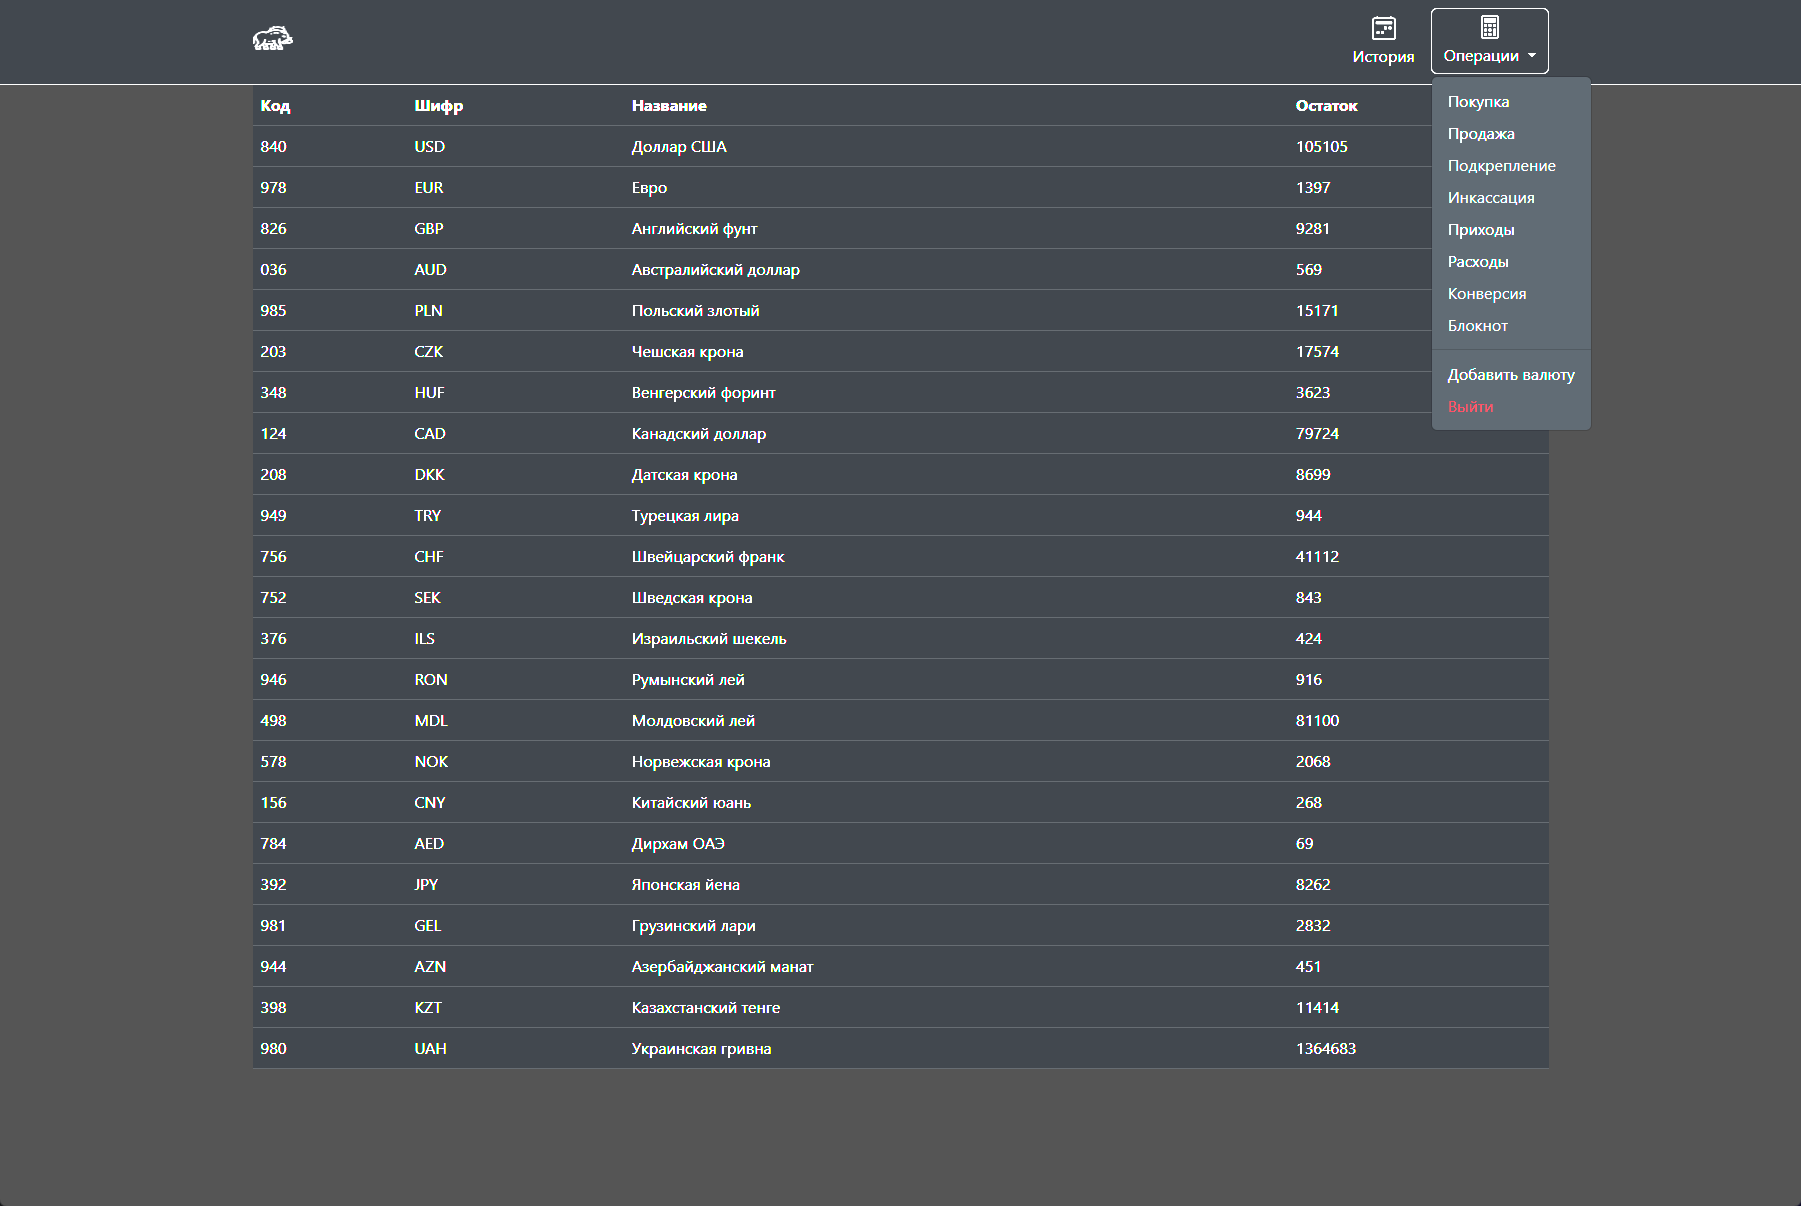 История
Операции
Код Шифр Название Остаток
840 USD Доллар США 105105
978 EUR Евро 1397
826 GBP Английский фунт 9281
036 AUD Австралийский доллар 569
985 PLN Польский злотый 15171
203 CZK Чешская крона 17574
348 HUF Венгерский форинт 3623
124 CAD Канадский доллар 79724
208 DKK Датская крона 8699
949 TRY Турецкая лира 944
756 CHF Швейцарский франк 41112
752 SEK Шведская крона 843
376 ILS Израильский шекель 424
946 RON Румынский лей 916
498 MDL Молдовский лей 81100
578 NOK Норвежская крона 2068
156 CNY Китайский юань 268
784 AED Дирхам ОАЭ 69
392 JPY Японская йена 8262
981 GEL Грузинский лари 2832
944 AZN Азербайджанский манат 451
398 KZT Казахстанский тенге 11414
980 UAH Украинская гривна 1364683
Покупка
Продажа
Подкрепление
Инкассация
Приходы
Расходы
Конверсия
Блокнот
Добавить валюту
Выйти